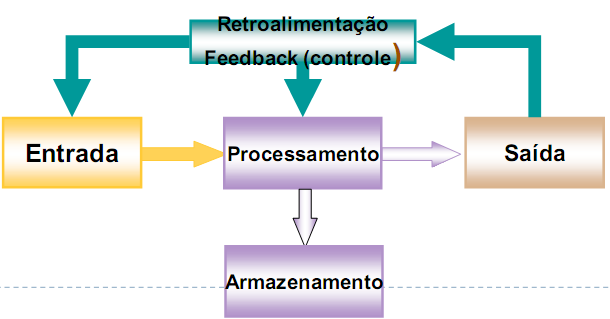 Retroalimentação
Feedback (controle)
Entrada
Processamento
Saída
Armazenamento